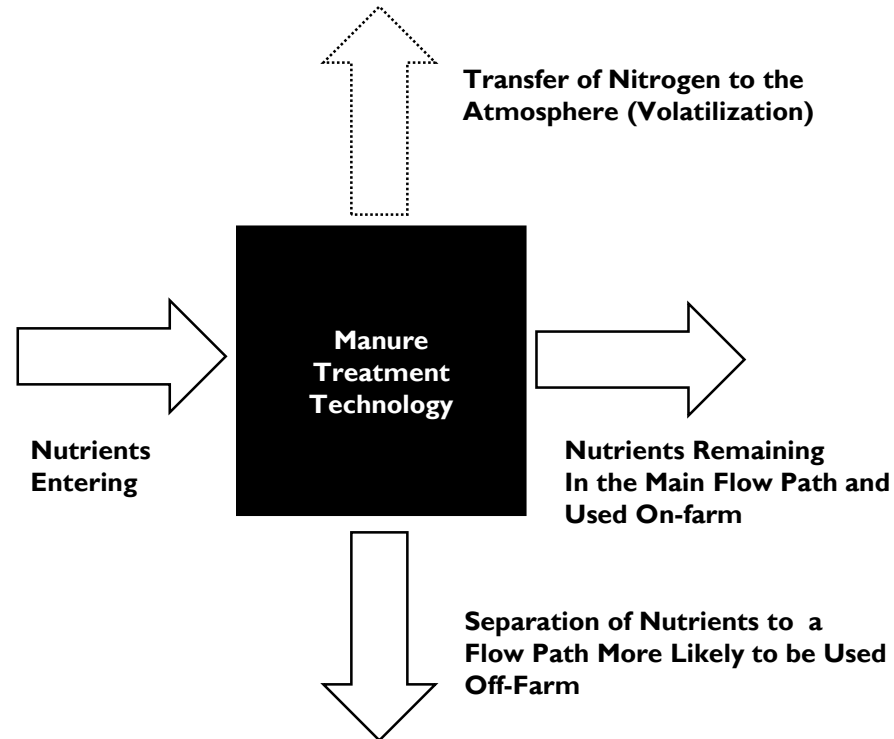 Transfer of Nitrogen to the
Atmosphere (Volatilization)
Manure
Treatment
Technology
Nutrients
Entering
Nutrients Remaining
In the Main Flow Path and
Used On-farm
Separation of Nutrients to a
Flow Path More Likely to be Used
Off-Farm